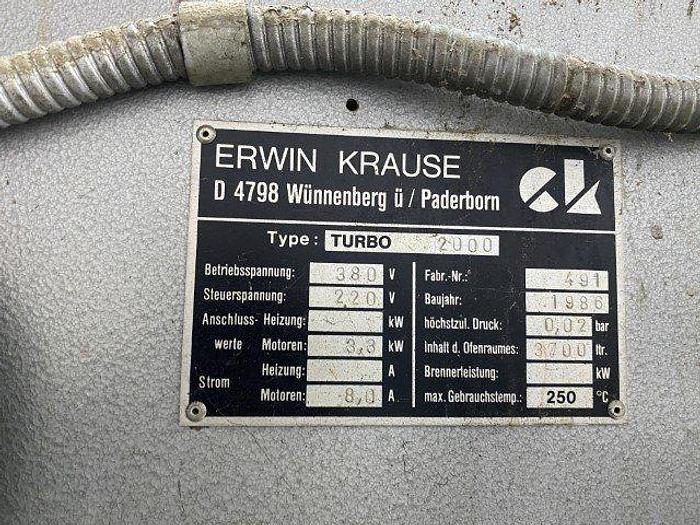 ERWIN KRAUSE
D 4798 Wünnenberg ü / Paderborn
ek
Type: TURBO 2000
Betriebsspannung: 380 V
Steuerspannung: 220 V
Anschluss- Heizung: kW
werte Motoren: 3,3 kW
Heizung: A
Strom
Motoren: 8,0 A
Fabr.-Nr.: 491
Baujahr: 1986
höchstzul. Druck: 0,02 bar
Inhalt d. Ofenraumes: 3700 ltr.
Brennerleistung: kW
max. Gebrauchstemp.: 250 °C